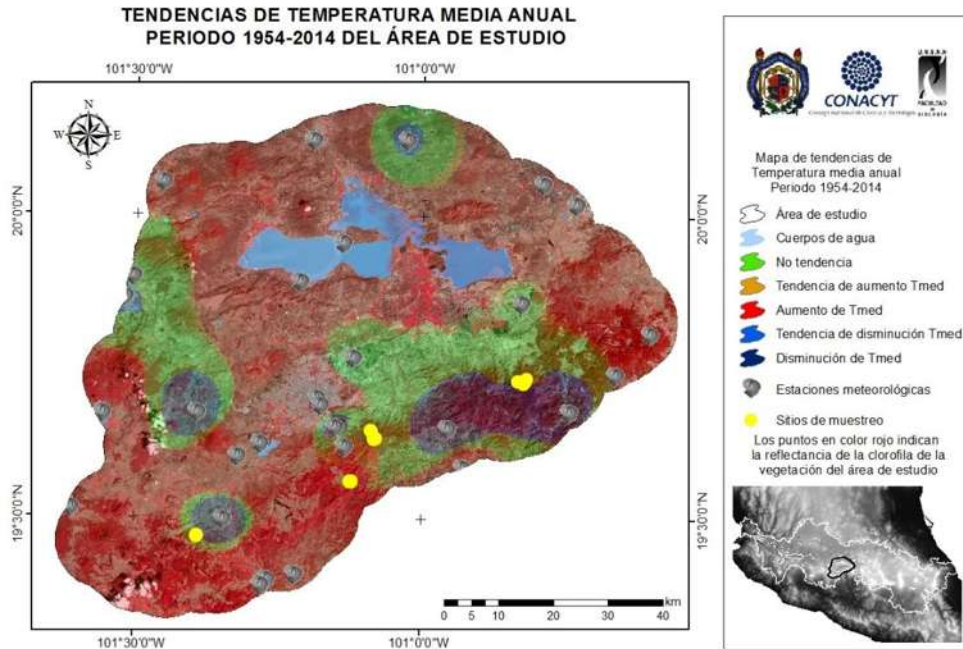 TENDENCIAS DE TEMPERATURA MEDIA ANUAL
PERIODO 1954-2014 DEL ÁREA DE ESTUDIO
101°30'0"W
101°0'0"W
N
W
E
S
20°0'0"N
20°0'0"N
19°30'0"N
19°30'0"N
km
0 5 10 20 30 40
101°30'0"W
101°0'0"W
CONACYT
FACULTAD
BIOLOGÍA
Mapa de tendencias de
Temperatura media anual
Periodo 1954-2014
Área de estudio
Cuerpos de agua
No tendencia
Tendencia de aumento Tmed
Aumento de Tmed
Tendencia de disminución Tmed
Disminución de Tmed
Estaciones meteorológicas
Sitios de muestreo
Los puntos en color rojo indican
la reflectancia de la clorofila de la
vegetación del área de estudio